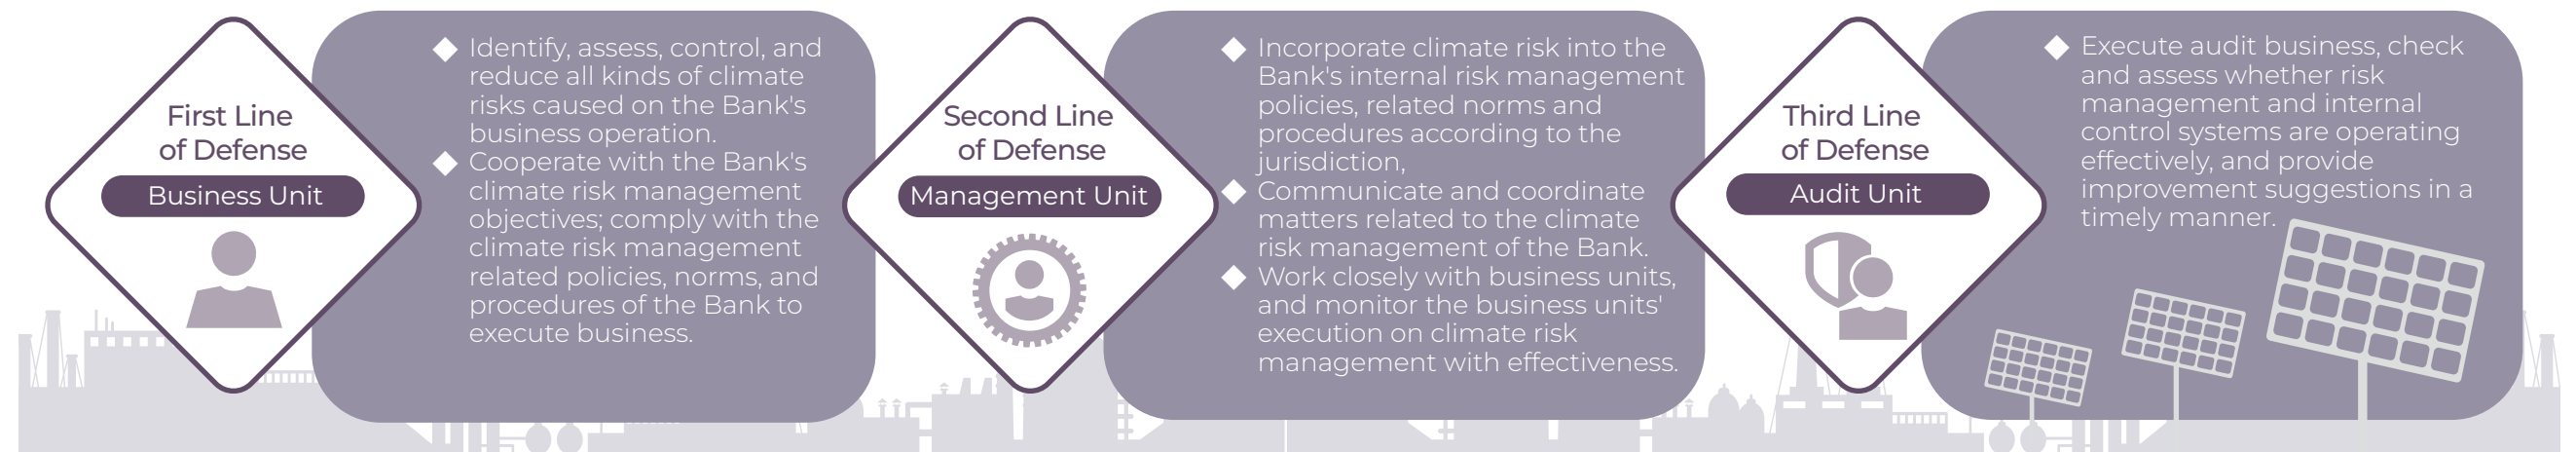 First Line
of Defense
Business Unit
◆ Identify, assess, control, and
reduce all kinds of climate
risks caused on the Bank's
business operation.
◆ Cooperate with the Bank's
climate risk management
objectives; comply with the
climate risk management
related policies, norms, and
procedures of the Bank to
execute business.
Second Line
of Defense
Management Unit
◆ Incorporate climate risk into the
Bank's internal risk management
policies, related norms and
procedures according to the
jurisdiction,
◆ Communicate and coordinate
matters related to the climate
risk management of the Bank.
◆ Work closely with business units,
and monitor the business units'
execution on climate risk
management with effectiveness.
Third Line
of Defense
Audit Unit
◆ Execute audit business, check
and assess whether risk
management and internal
control systems are operating
effectively, and provide
improvement suggestions in a
timely manner.